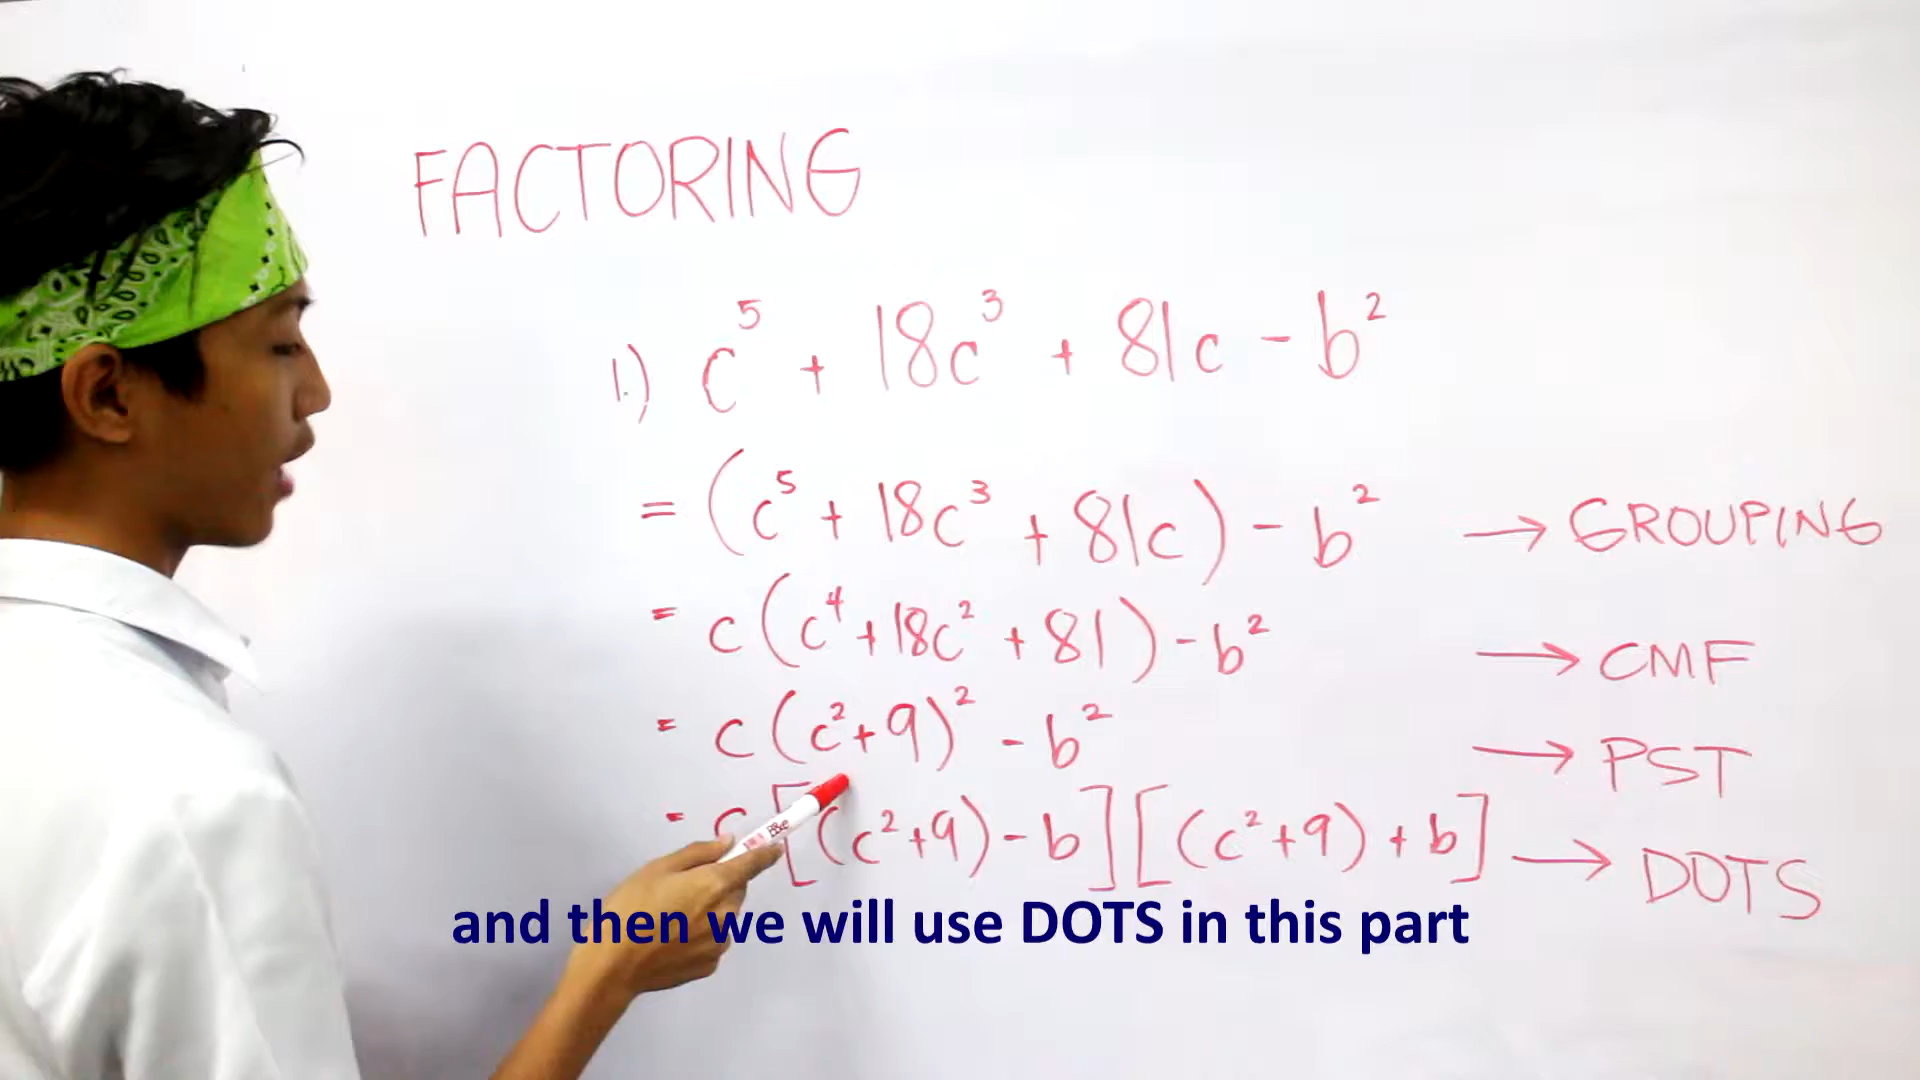 FACTORING
1.) c⁵ + 18c³ + 81c - b²
= (c⁵ + 18c³ + 81c) - b² → GROUPING
= c(c⁴ + 18c² + 81) - b² → CMF
= c(c² + 9)² - b² → PST
= c[(c² + 9) - b][(c² + 9) + b] → DOTS
and then we will use DOTS in this part